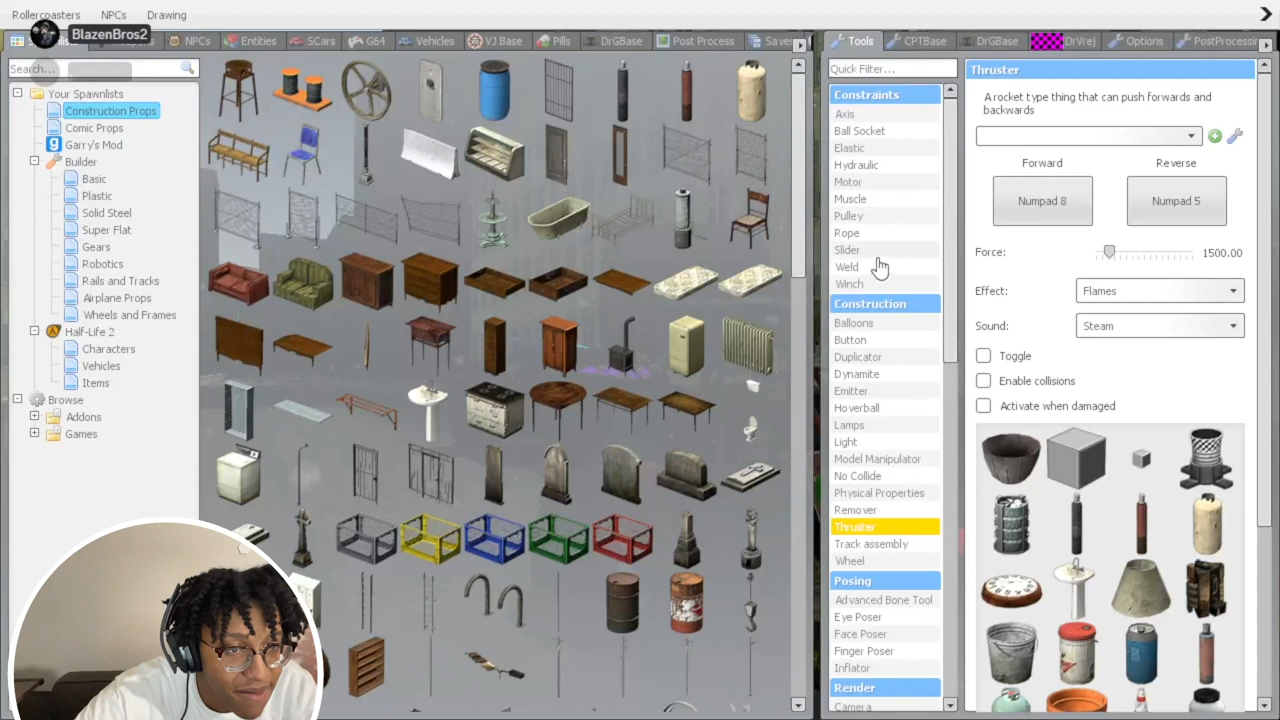 Rollercoasters NPCs Drawing
BlazenBros2
NPCs Entities SCars G64 Vehicles VJ Base Pills DrGBase Post Process
Search...
Your Spawnlists
Construction Props
Comic Props
Garry's Mod
Builder
Basic
Plastic
Solid Steel
Super Flat
Gears
Robotics
Rails and Tracks
Airplane Props
Wheels and Frames
Half-Life 2
Characters
Vehicles
Items
Browse
Addons
Games
Tools CPTBase DrGBase DrVrej Options
Quick Filter...
Constraints
Axis
Ball Socket
Elastic
Hydraulic
Motor
Muscle
Pulley
Rope
Slider
Weld
Winch
Construction
Balloons
Button
Duplicator
Dynamite
Emitter
Hoverball
Lamps
Light
Model Manipulator
No Collide
Physical Properties
Remover
Thruster
Track assembly
Wheel
Posing
Advanced Bone Tool
Eye Poser
Face Poser
Finger Poser
Inflator
Render
Camera
Thruster
A rocket type thing that can push forwards and
backwards
Forward Reverse
Numpad 8 Numpad 5
Force: 1500.00
Effect: Flames
Sound: Steam
Toggle
Enable collisions
Activate when damaged